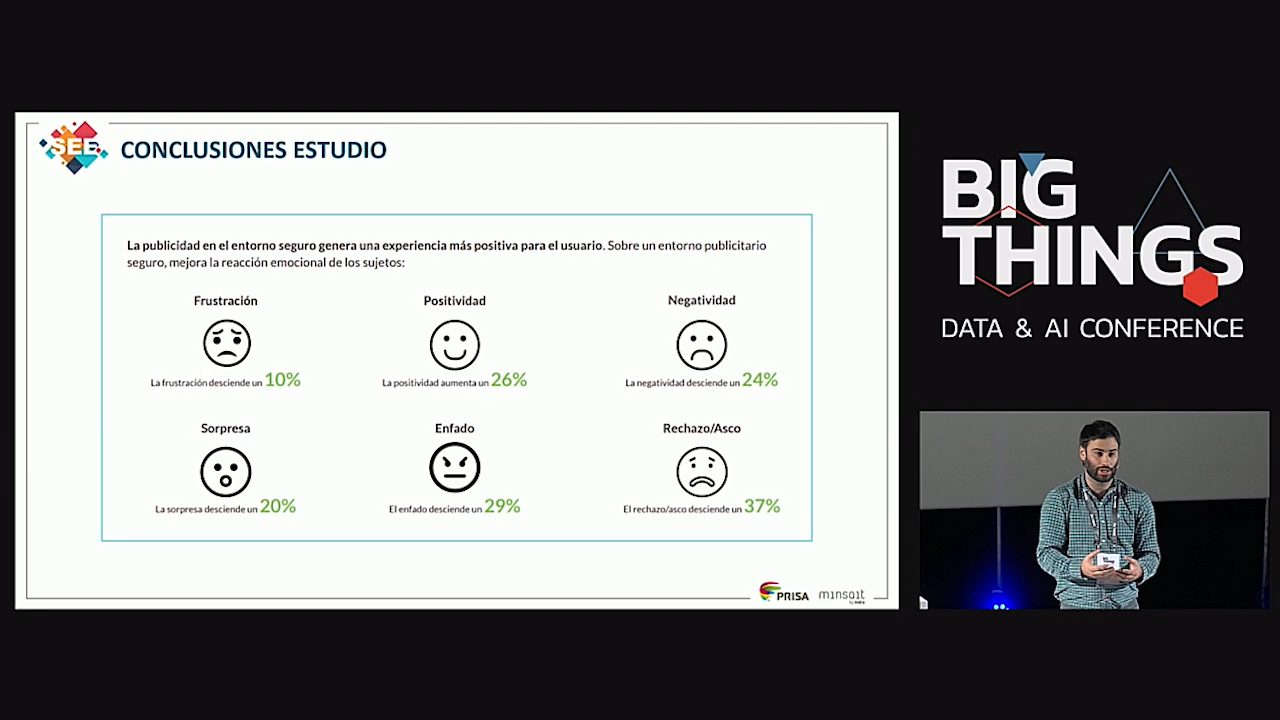 SEE
CONCLUSIONES ESTUDIO
La publicidad en el entorno seguro genera una experiencia más positiva para el usuario. Sobre un entorno publicitario
seguro, mejora la reacción emocional de los sujetos:
Frustración
Positividad
Negatividad
La frustración desciende un 10%
La positividad aumenta un 26%
La negatividad desciende un 24%
Sorpresa
Enfado
Rechazo/Asco
La sorpresa desciende un 20%
El enfado desciende un 29%
El rechazo/asco desciende un 37%
PRISA
minsait
BIG
THINGS
DATA & AI CONFERENCE